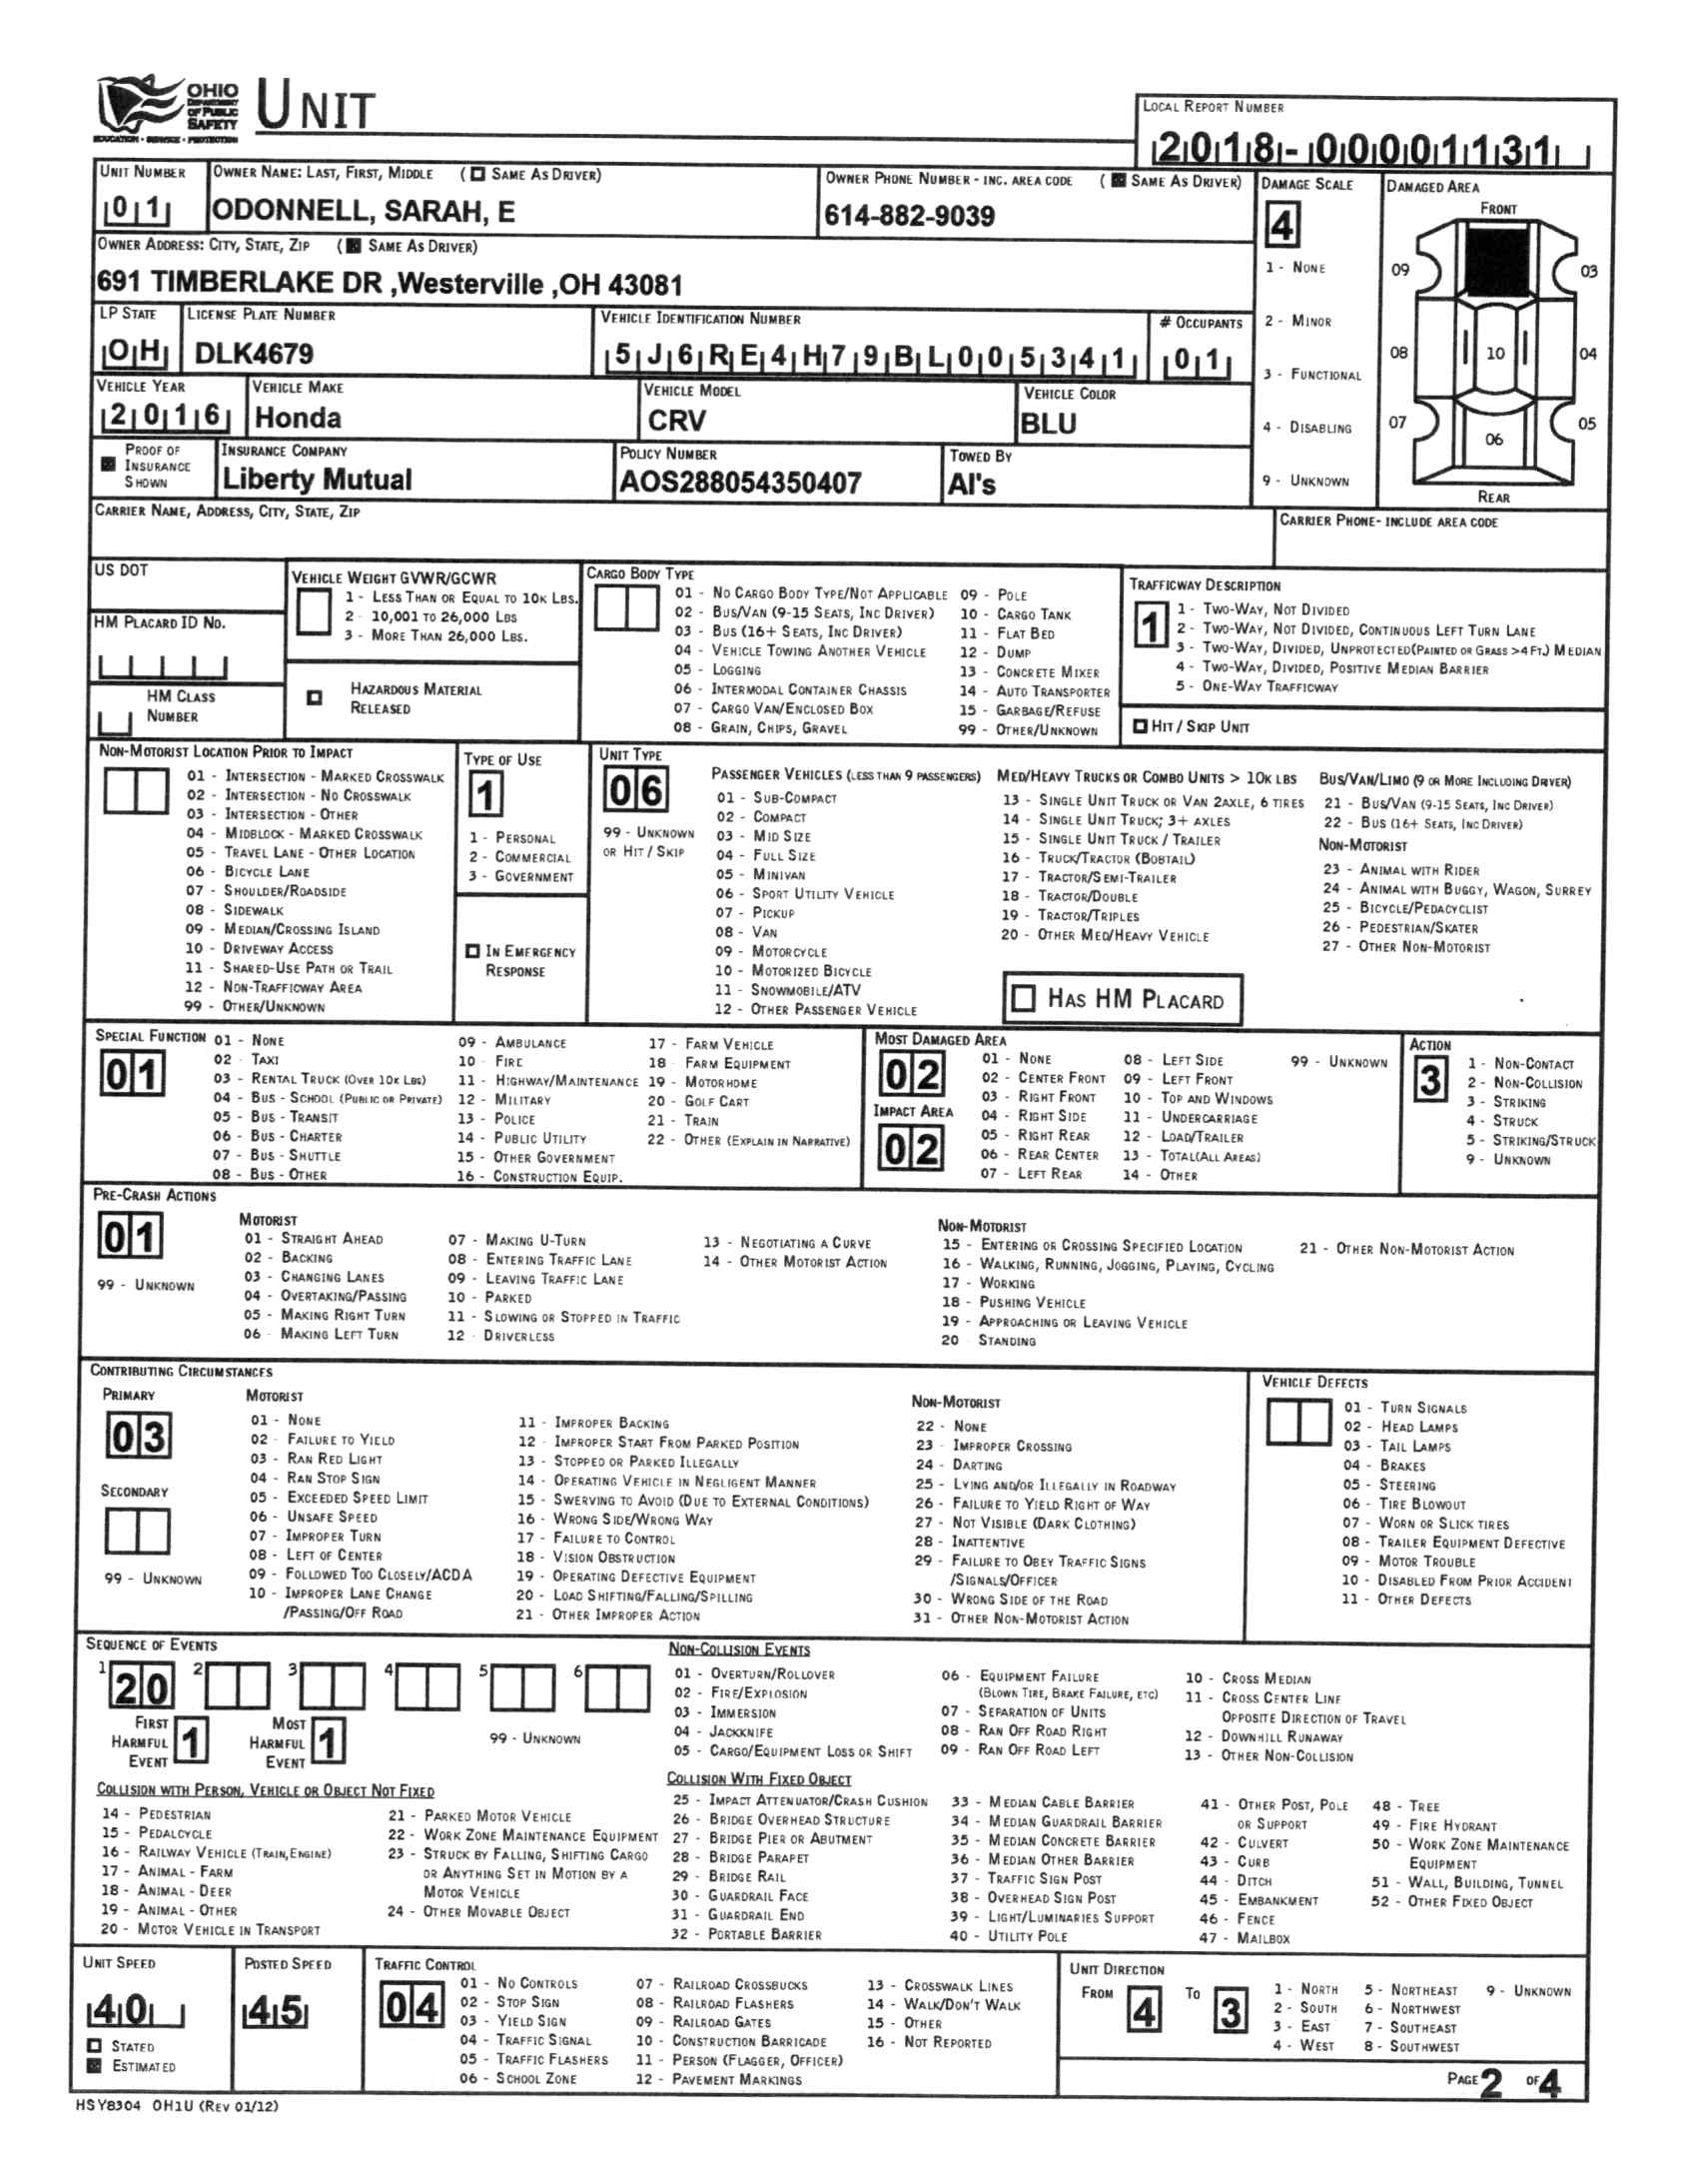 OHIO
DEPARTMENT
OF PUBLIC
SAFETY
EDUCATION - SERVICE - PROTECTION
UNIT
LOCAL REPORT NUMBER
2018-00001131
UNIT NUMBER
01
OWNER NAME: LAST, FIRST, MIDDLE ( SAME AS DRIVER)
ODONNELL, SARAH, E
OWNER PHONE NUMBER - INC. AREA CODE ( SAME AS DRIVER)
614-882-9039
DAMAGE SCALE
4
1 - NONE
2 - MINOR
3 - FUNCTIONAL
4 - DISABLING
9 - UNKNOWN
DAMAGED AREA
FRONT
09 03
08 10 04
07 06 05
REAR
OWNER ADDRESS: CITY, STATE, ZIP ( SAME AS DRIVER)
691 TIMBERLAKE DR ,Westerville ,OH 43081
LP STATE
OH
LICENSE PLATE NUMBER
DLK4679
VEHICLE IDENTIFICATION NUMBER
5J6RE4H79BL005341
# OCCUPANTS
01
VEHICLE YEAR
2016
VEHICLE MAKE
Honda
VEHICLE MODEL
CRV
VEHICLE COLOR
BLU
PROOF OF
INSURANCE
SHOWN
INSURANCE COMPANY
Liberty Mutual
POLICY NUMBER
AOS288054350407
TOWED BY
Al's
CARRIER NAME, ADDRESS, CITY, STATE, ZIP
CARRIER PHONE- INCLUDE AREA CODE
US DOT
HM PLACARD ID NO.
HM CLASS
NUMBER
VEHICLE WEIGHT GVWR/GCWR
1 - LESS THAN OR EQUAL TO 10K LBS.
2 - 10,001 TO 26,000 LBS
3 - MORE THAN 26,000 LBS.
HAZARDOUS MATERIAL
RELEASED
CARGO BODY TYPE
01 - NO CARGO BODY TYPE/NOT APPLICABLE
02 - BUS/VAN (9-15 SEATS, INC DRIVER)
03 - BUS (16+ SEATS, INC DRIVER)
04 - VEHICLE TOWING ANOTHER VEHICLE
05 - LOGGING
06 - INTERMODAL CONTAINER CHASSIS
07 - CARGO VAN/ENCLOSED BOX
08 - GRAIN, CHIPS, GRAVEL
09 - POLE
10 - CARGO TANK
11 - FLAT BED
12 - DUMP
13 - CONCRETE MIXER
14 - AUTO TRANSPORTER
15 - GARBAGE/REFUSE
99 - OTHER/UNKNOWN
TRAFFICWAY DESCRIPTION
1
1 - TWO-WAY, NOT DIVIDED
2 - TWO-WAY, NOT DIVIDED, CONTINUOUS LEFT TURN LANE
3 - TWO-WAY, DIVIDED, UNPROTECTED(PAINTED OR GRASS >4 FT.) MEDIAN
4 - TWO-WAY, DIVIDED, POSITIVE MEDIAN BARRIER
5 - ONE-WAY TRAFFICWAY
HIT / SKIP UNIT
NON-MOTORIST LOCATION PRIOR TO IMPACT
01 - INTERSECTION - MARKED CROSSWALK
02 - INTERSECTION - NO CROSSWALK
03 - INTERSECTION - OTHER
04 - MIDBLOCK - MARKED CROSSWALK
05 - TRAVEL LANE - OTHER LOCATION
06 - BICYCLE LANE
07 - SHOULDER/ROADSIDE
08 - SIDEWALK
09 - MEDIAN/CROSSING ISLAND
10 - DRIVEWAY ACCESS
11 - SHARED-USE PATH OR TRAIL
12 - NON-TRAFFICWAY AREA
99 - OTHER/UNKNOWN
TYPE OF USE
1
1 - PERSONAL
2 - COMMERCIAL
3 - GOVERNMENT
IN EMERGENCY
RESPONSE
UNIT TYPE
06
99 - UNKNOWN
OR HIT / SKIP
PASSENGER VEHICLES (LESS THAN 9 PASSENGERS)
01 - SUB-COMPACT
02 - COMPACT
03 - MID SIZE
04 - FULL SIZE
05 - MINIVAN
06 - SPORT UTILITY VEHICLE
07 - PICKUP
08 - VAN
09 - MOTORCYCLE
10 - MOTORIZED BICYCLE
11 - SNOWMOBILE/ATV
12 - OTHER PASSENGER VEHICLE
MED/HEAVY TRUCKS OR COMBO UNITS > 10K LBS
13 - SINGLE UNIT TRUCK OR VAN 2AXLE, 6 TIRES
14 - SINGLE UNIT TRUCK; 3+ AXLES
15 - SINGLE UNIT TRUCK / TRAILER
16 - TRUCK/TRACTOR (BOBTAIL)
17 - TRACTOR/SEMI-TRAILER
18 - TRACTOR/DOUBLE
19 - TRACTOR/TRIPLES
20 - OTHER MED/HEAVY VEHICLE
HAS HM PLACARD
BUS/VAN/LIMO (9 OR MORE INCLUDING DRIVER)
21 - BUS/VAN (9-15 SEATS, INC DRIVER)
22 - BUS (16+ SEATS, INC DRIVER)
NON-MOTORIST
23 - ANIMAL WITH RIDER
24 - ANIMAL WITH BUGGY, WAGON, SURREY
25 - BICYCLE/PEDACYCLIST
26 - PEDESTRIAN/SKATER
27 - OTHER NON-MOTORIST
SPECIAL FUNCTION
01
01 - NONE
02 - TAXI
03 - RENTAL TRUCK (OVER 10K LBS)
04 - BUS - SCHOOL (PUBLIC OR PRIVATE)
05 - BUS - TRANSIT
06 - BUS - CHARTER
07 - BUS - SHUTTLE
08 - BUS - OTHER
09 - AMBULANCE
10 - FIRE
11 - HIGHWAY/MAINTENANCE
12 - MILITARY
13 - POLICE
14 - PUBLIC UTILITY
15 - OTHER GOVERNMENT
16 - CONSTRUCTION EQUIP.
17 - FARM VEHICLE
18 FARM EQUIPMENT
19 - MOTORHOME
20 - GOLF CART
21 - TRAIN
22 - OTHER (EXPLAIN IN NARRATIVE)
MOST DAMAGED AREA
02
IMPACT AREA
02
01 - NONE
02 - CENTER FRONT
03 - RIGHT FRONT
04 - RIGHT SIDE
05 - RIGHT REAR
06 - REAR CENTER
07 - LEFT REAR
08 - LEFT SIDE
09 - LEFT FRONT
10 - TOP AND WINDOWS
11 - UNDERCARRIAGE
12 - LOAD/TRAILER
13 - TOTAL(ALL AREAS)
14 - OTHER
99 - UNKNOWN
ACTION
3
1 - NON-CONTACT
2 - NON-COLLISION
3 - STRIKING
4 - STRUCK
5 - STRIKING/STRUCK
9 - UNKNOWN
PRE-CRASH ACTIONS
01
99 - UNKNOWN
MOTORIST
01 - STRAIGHT AHEAD
02 - BACKING
03 - CHANGING LANES
04 - OVERTAKING/PASSING
05 - MAKING RIGHT TURN
06 - MAKING LEFT TURN
07 - MAKING U-TURN
08 - ENTERING TRAFFIC LANE
09 - LEAVING TRAFFIC LANE
10 - PARKED
11 - SLOWING OR STOPPED IN TRAFFIC
12 - DRIVERLESS
13 - NEGOTIATING A CURVE
14 - OTHER MOTORIST ACTION
NON-MOTORIST
15 - ENTERING OR CROSSING SPECIFIED LOCATION
16 - WALKING, RUNNING, JOGGING, PLAYING, CYCLING
17 - WORKING
18 - PUSHING VEHICLE
19 - APPROACHING OR LEAVING VEHICLE
20 STANDING
21 - OTHER NON-MOTORIST ACTION
CONTRIBUTING CIRCUMSTANCES
PRIMARY
03
SECONDARY
99 - UNKNOWN
MOTORIST
01 - NONE
02 - FAILURE TO YIELD
03 - RAN RED LIGHT
04 - RAN STOP SIGN
05 - EXCEEDED SPEED LIMIT
06 - UNSAFE SPEED
07 - IMPROPER TURN
08 - LEFT OF CENTER
09 - FOLLOWED TOO CLOSELY/ACDA
10 - IMPROPER LANE CHANGE
/PASSING/OFF ROAD
11 - IMPROPER BACKING
12 - IMPROPER START FROM PARKED POSITION
13 - STOPPED OR PARKED ILLEGALLY
14 - OPERATING VEHICLE IN NEGLIGENT MANNER
15 - SWERVING TO AVOID (DUE TO EXTERNAL CONDITIONS)
16 - WRONG SIDE/WRONG WAY
17 - FAILURE TO CONTROL
18 - VISION OBSTRUCTION
19 - OPERATING DEFECTIVE EQUIPMENT
20 - LOAD SHIFTING/FALLING/SPILLING
21 - OTHER IMPROPER ACTION
NON-MOTORIST
22 - NONE
23 - IMPROPER CROSSING
24 - DARTING
25 - LYING AND/OR ILLEGALLY IN ROADWAY
26 - FAILURE TO YIELD RIGHT OF WAY
27 - NOT VISIBLE (DARK CLOTHING)
28 - INATTENTIVE
29 - FAILURE TO OBEY TRAFFIC SIGNS
/SIGNALS/OFFICER
30 - WRONG SIDE OF THE ROAD
31 - OTHER NON-MOTORIST ACTION
VEHICLE DEFECTS
01 - TURN SIGNALS
02 - HEAD LAMPS
03 - TAIL LAMPS
04 - BRAKES
05 - STEERING
06 - TIRE BLOWOUT
07 - WORN OR SLICK TIRES
08 - TRAILER EQUIPMENT DEFECTIVE
09 - MOTOR TROUBLE
10 - DISABLED FROM PRIOR ACCIDENT
11 - OTHER DEFECTS
SEQUENCE OF EVENTS
1 20 2 3 4 5 6
FIRST
HARMFUL
EVENT
1
MOST
HARMFUL
EVENT
1
99 - UNKNOWN
NON-COLLISION EVENTS
01 - OVERTURN/ROLLOVER
02 - FIRE/EXPLOSION
03 - IMMERSION
04 - JACKKNIFE
05 - CARGO/EQUIPMENT LOSS OR SHIFT
06 - EQUIPMENT FAILURE
(BLOWN TIRE, BRAKE FAILURE, ETC)
07 - SEPARATION OF UNITS
08 - RAN OFF ROAD RIGHT
09 - RAN OFF ROAD LEFT
10 - CROSS MEDIAN
11 - CROSS CENTER LINE
OPPOSITE DIRECTION OF TRAVEL
12 - DOWNHILL RUNAWAY
13 - OTHER NON-COLLISION
COLLISION WITH PERSON, VEHICLE OR OBJECT NOT FIXED
14 - PEDESTRIAN
15 - PEDALCYCLE
16 - RAILWAY VEHICLE (TRAIN,ENGINE)
17 - ANIMAL - FARM
18 - ANIMAL - DEER
19 - ANIMAL - OTHER
20 - MOTOR VEHICLE IN TRANSPORT
21 - PARKED MOTOR VEHICLE
22 - WORK ZONE MAINTENANCE EQUIPMENT
23 - STRUCK BY FALLING, SHIFTING CARGO
OR ANYTHING SET IN MOTION BY A
MOTOR VEHICLE
24 - OTHER MOVABLE OBJECT
COLLISION WITH FIXED OBJECT
25 - IMPACT ATTENUATOR/CRASH CUSHION
26 - BRIDGE OVERHEAD STRUCTURE
27 - BRIDGE PIER OR ABUTMENT
28 - BRIDGE PARAPET
29 - BRIDGE RAIL
30 - GUARDRAIL FACE
31 - GUARDRAIL END
32 - PORTABLE BARRIER
33 - MEDIAN CABLE BARRIER
34 - MEDIAN GUARDRAIL BARRIER
35 - MEDIAN CONCRETE BARRIER
36 - MEDIAN OTHER BARRIER
37 - TRAFFIC SIGN POST
38 - OVERHEAD SIGN POST
39 - LIGHT/LUMINARIES SUPPORT
40 - UTILITY POLE
41 - OTHER POST, POLE
OR SUPPORT
42 - CULVERT
43 - CURB
44 - DITCH
45 - EMBANKMENT
46 - FENCE
47 - MAILBOX
48 - TREE
49 - FIRE HYDRANT
50 - WORK ZONE MAINTENANCE
EQUIPMENT
51 - WALL, BUILDING, TUNNEL
52 - OTHER FIXED OBJECT
UNIT SPEED
40
STATED
ESTIMATED
POSTED SPEED
45
TRAFFIC CONTROL
04
01 - NO CONTROLS
02 - STOP SIGN
03 - YIELD SIGN
04 - TRAFFIC SIGNAL
05 - TRAFFIC FLASHERS
06 - SCHOOL ZONE
07 - RAILROAD CROSSBUCKS
08 - RAILROAD FLASHERS
09 - RAILROAD GATES
10 - CONSTRUCTION BARRICADE
11 - PERSON (FLAGGER, OFFICER)
12 - PAVEMENT MARKINGS
13 - CROSSWALK LINES
14 - WALK/DON'T WALK
15 - OTHER
16 - NOT REPORTED
UNIT DIRECTION
FROM 4 TO 3
1 - NORTH
2 - SOUTH
3 - EAST
4 - WEST
5 - NORTHEAST
6 - NORTHWEST
7 - SOUTHEAST
8 - SOUTHWEST
9 - UNKNOWN
PAGE 2 OF 4
HSY8304 OH1U (REV 01/12)